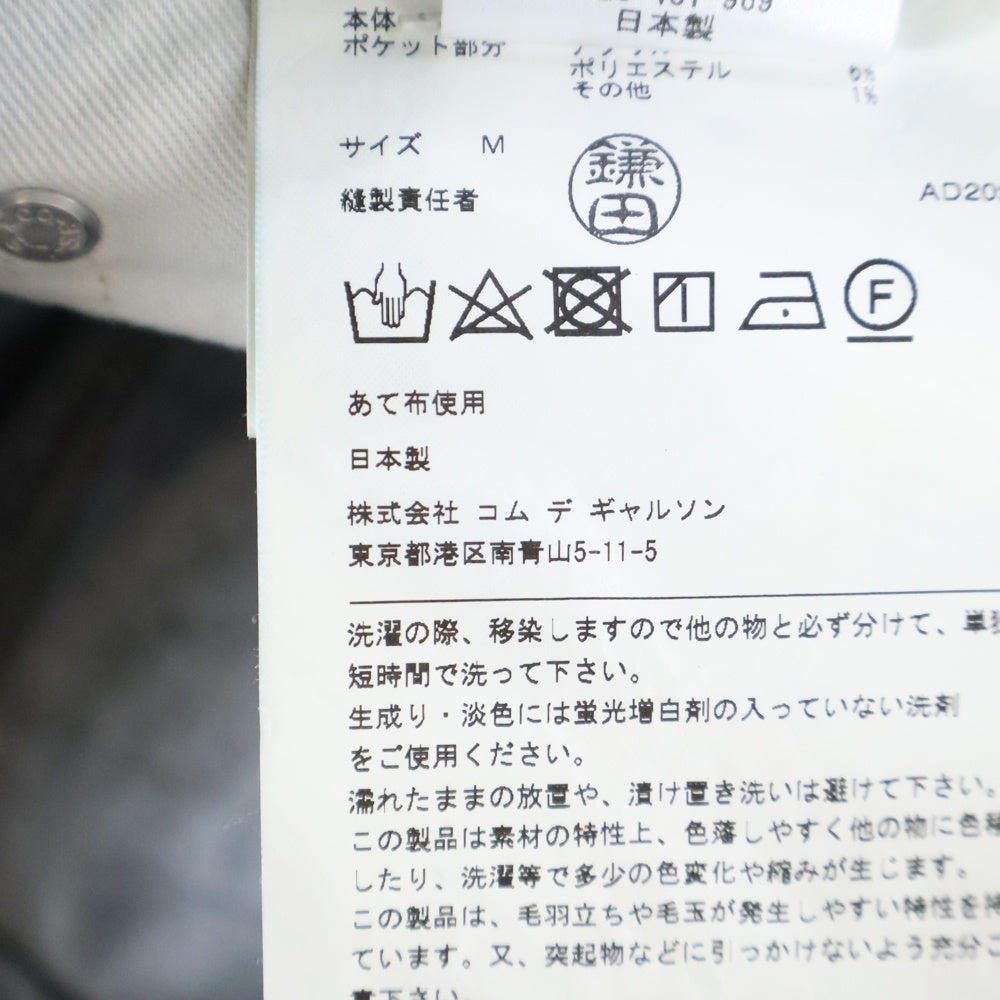 本体
日本製
ポケット部分
ポリエステル 6%
その他 1%
サイズ M
鎌田
縫製責任者
AD20
F
あて布使用
日本製
株式会社 コム デ ギャルソン
東京都港区南青山5-11-5
洗濯の際、移染しますので他の物と必ず分けて、単
短時間で洗って下さい。
生成り・淡色には蛍光増白剤の入っていない洗剤
をご使用ください。
濡れたままの放置や、漬け置き洗いは避けて下さい。
この製品は素材の特性上、色落しやすく他の物に色移
したり、洗濯等で多少の色変化や縮みが生じます。
この製品は、毛羽立ちや毛玉が発生しやすい特性を持
ています。又、突起物などに引っかけないよう充分ご
意下さい。